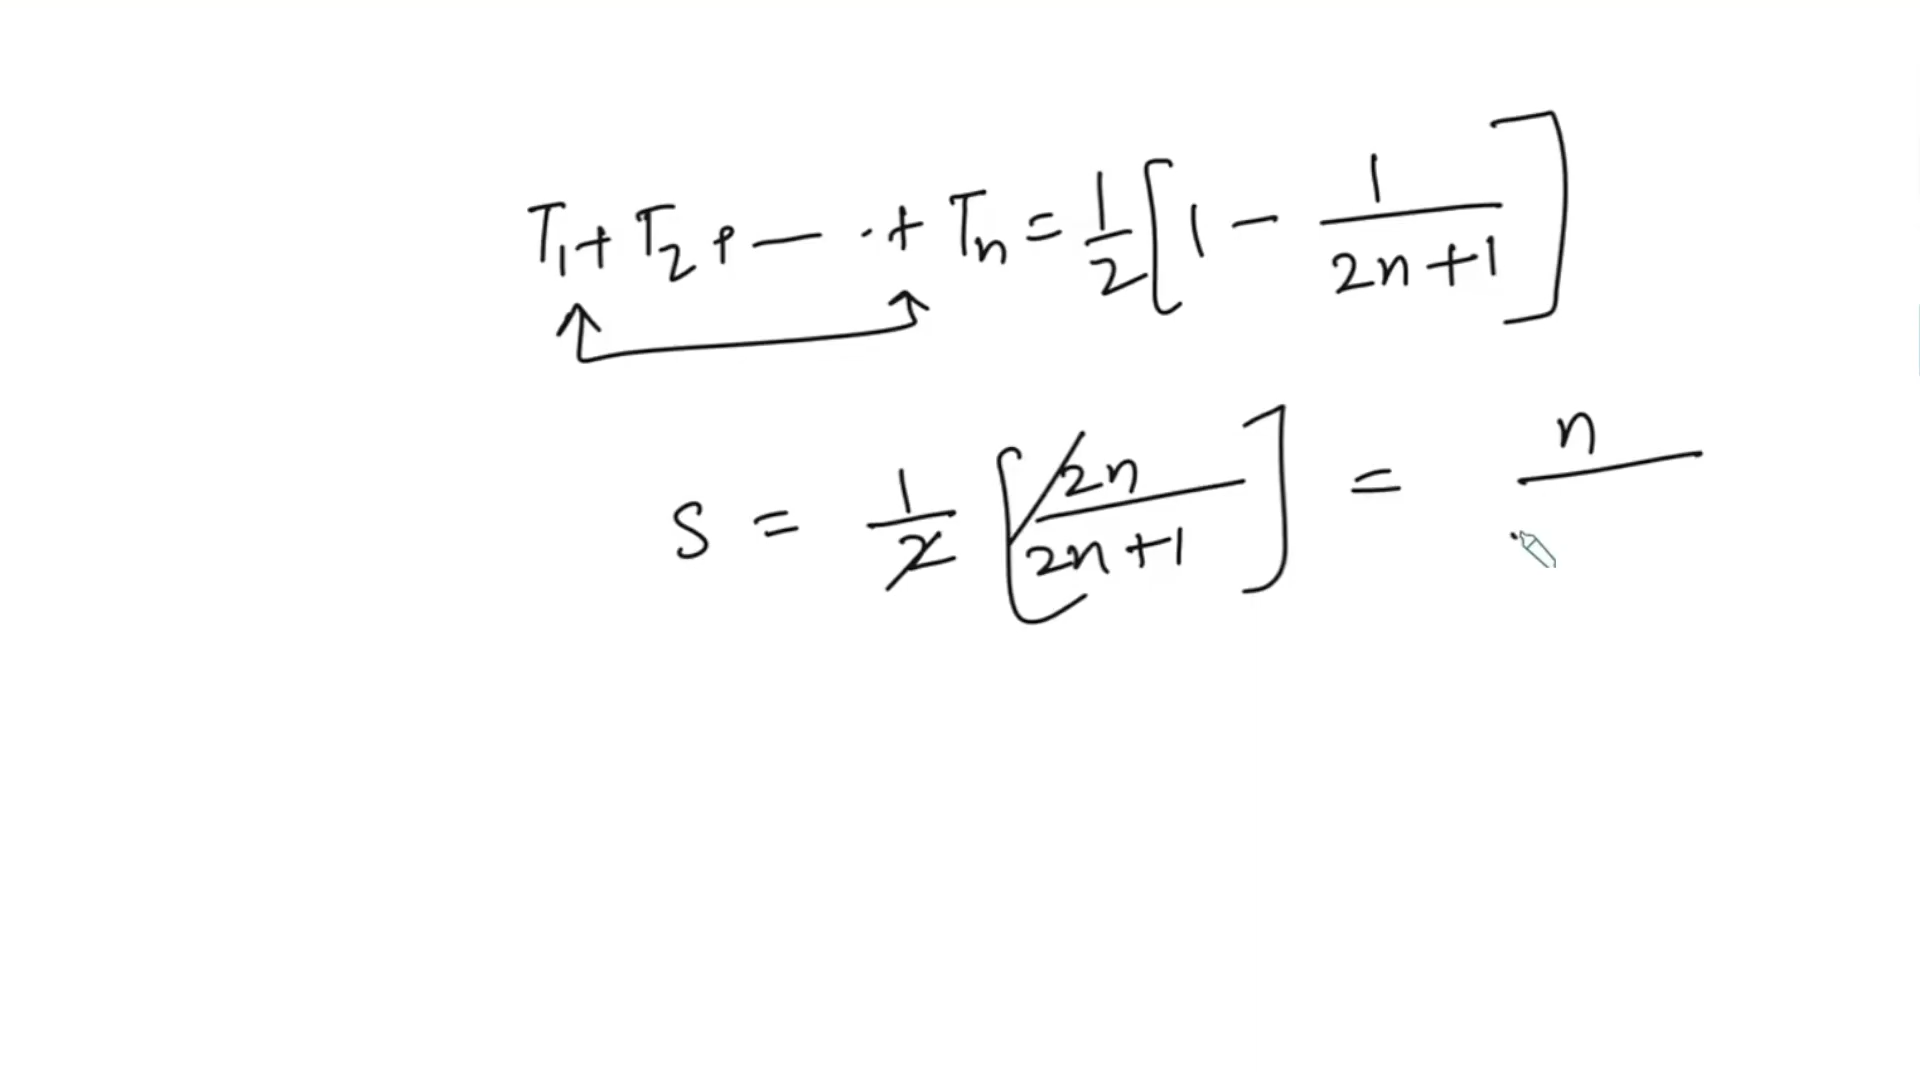 T₁ + T₂ + — · + Tₙ = 1/2 [1 - 1/(2n+1)]
S = 1/2 [2n/(2n+1)] = n/